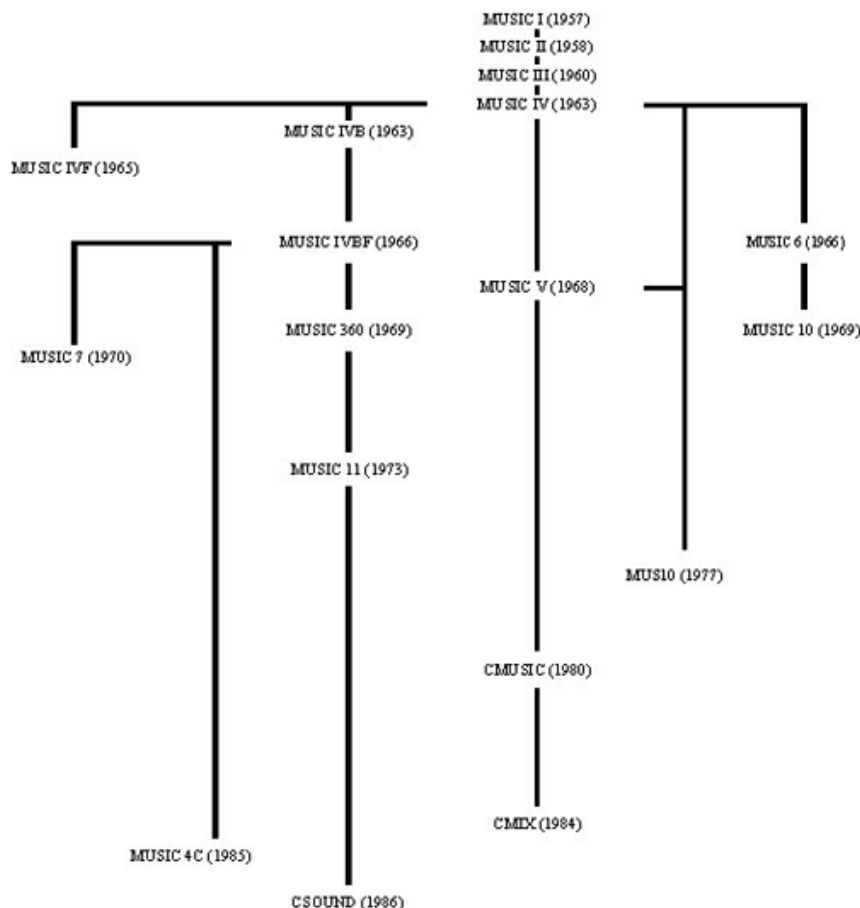 MUSIC I (1957)
MUSIC II (1958)
MUSIC III (1960)
MUSIC IV (1963)
MUSIC IVB (1963)
MUSIC IVF (1965)
MUSIC IVBF (1966)
MUSIC 6 (1966)
MUSIC V (1968)
MUSIC 360 (1969)
MUSIC 10 (1969)
MUSIC 7 (1970)
MUSIC 11 (1973)
MUS10 (1977)
CMUSIC (1980)
CMIX (1984)
MUSIC 4C (1985)
CSOUND (1986)